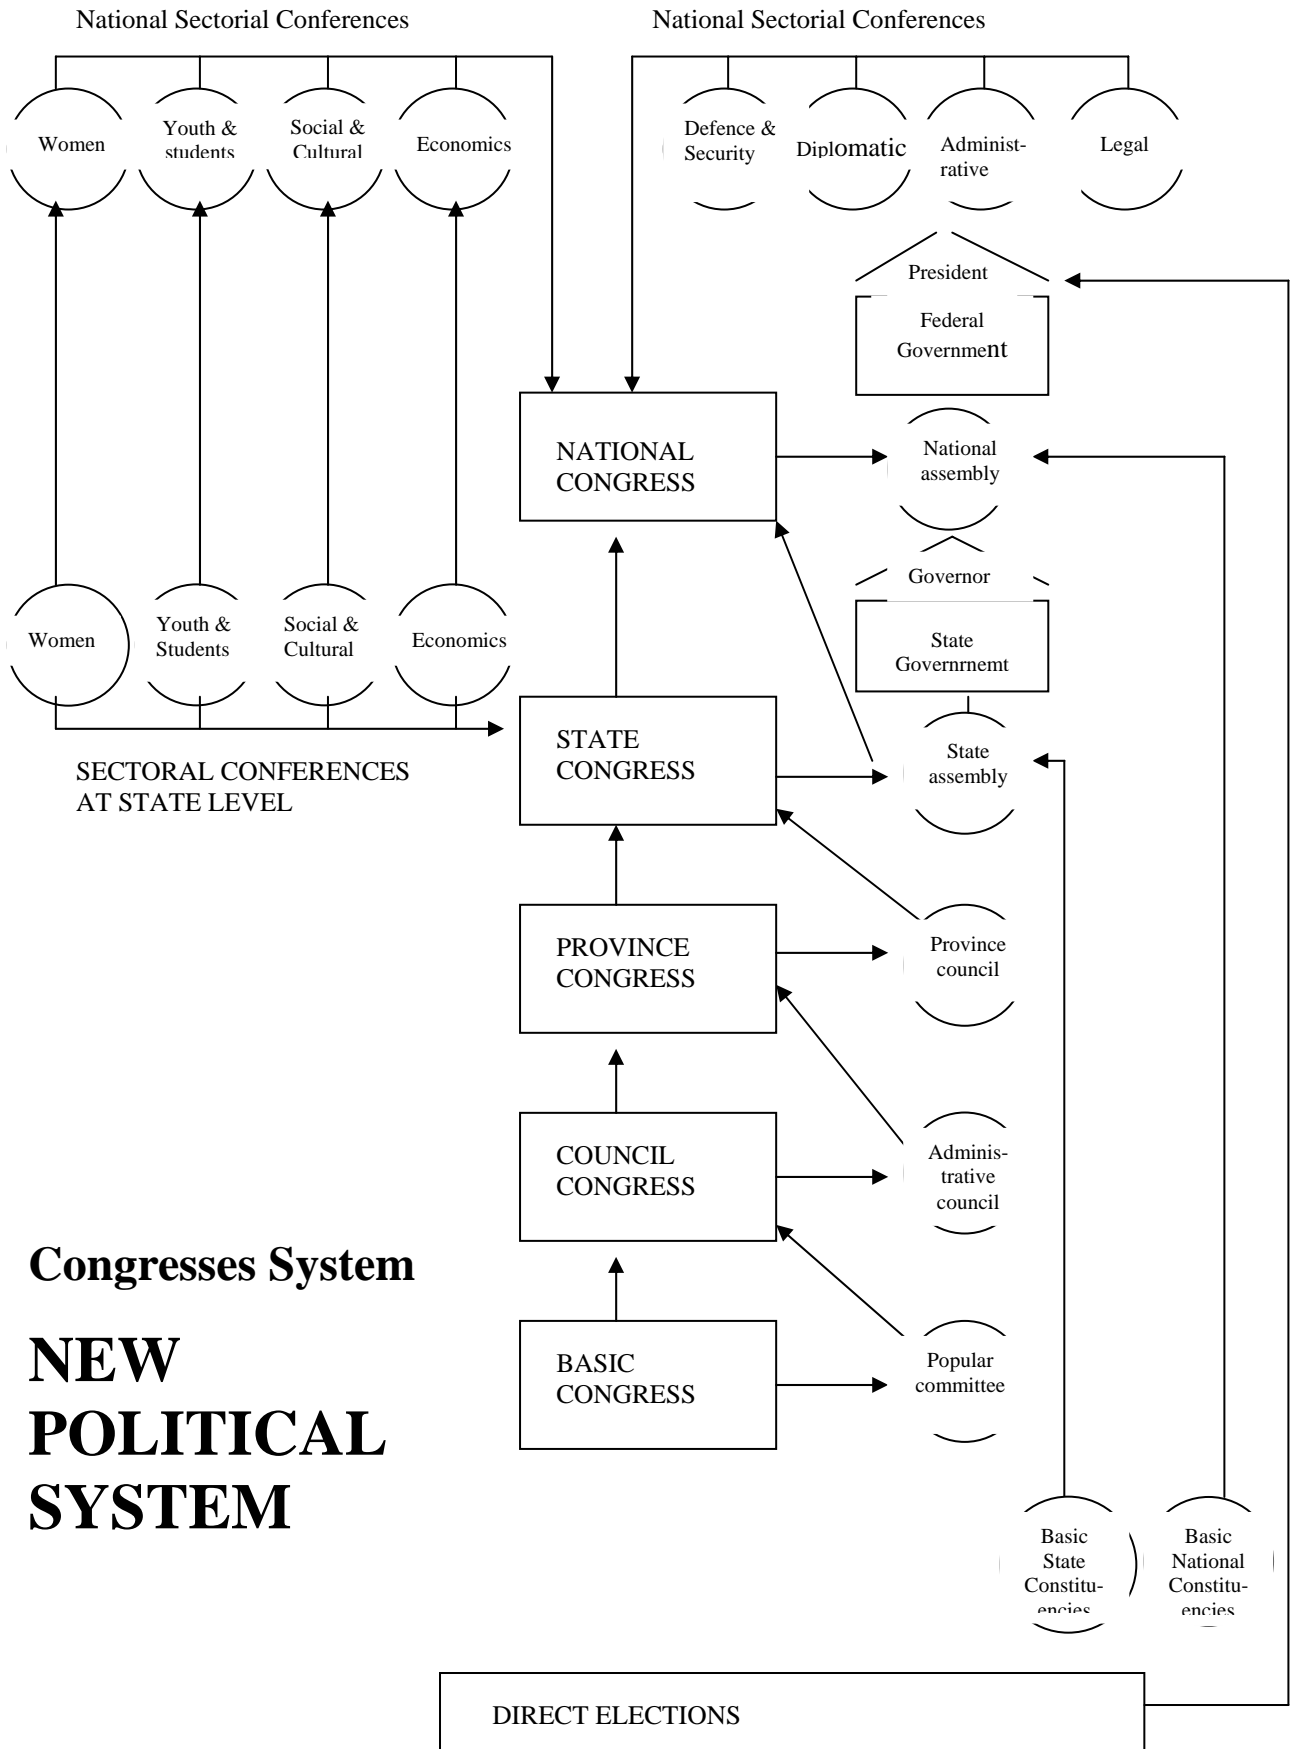 National Sectorial Conferences
National Sectorial Conferences
Women
Youth &
students
Social &
Cultural
Economics
Defence &
Security
Diplomatic
Administ-
rative
Legal
President
Federal
Government
NATIONAL
CONGRESS
National
assembly
Governor
State
Governrnemt
Women
Youth &
Students
Social &
Cultural
Economics
SECTORAL CONFERENCES
AT STATE LEVEL
STATE
CONGRESS
State
assembly
PROVINCE
CONGRESS
Province
council
COUNCIL
CONGRESS
Adminis-
trative
council
Congresses System
NEW
POLITICAL
SYSTEM
BASIC
CONGRESS
Popular
committee
Basic
State
Constitu-
encies
Basic
National
Constitu-
encies
DIRECT ELECTIONS